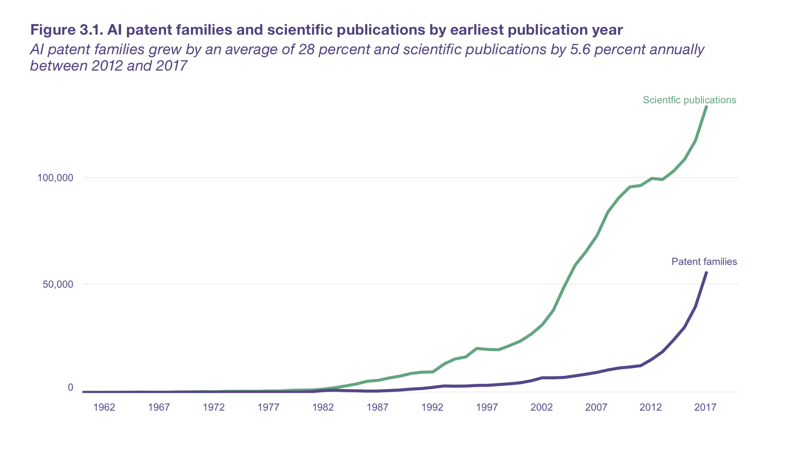 Figure 3.1. AI patent families and scientific publications by earliest publication year
AI patent families grew by an average of 28 percent and scientific publications by 5.6 percent annually
between 2012 and 2017
Scientfic publications
100,000
Patent families
50,000
0
1962 1967 1972 1977 1982 1987 1992 1997 2002 2007 2012 2017